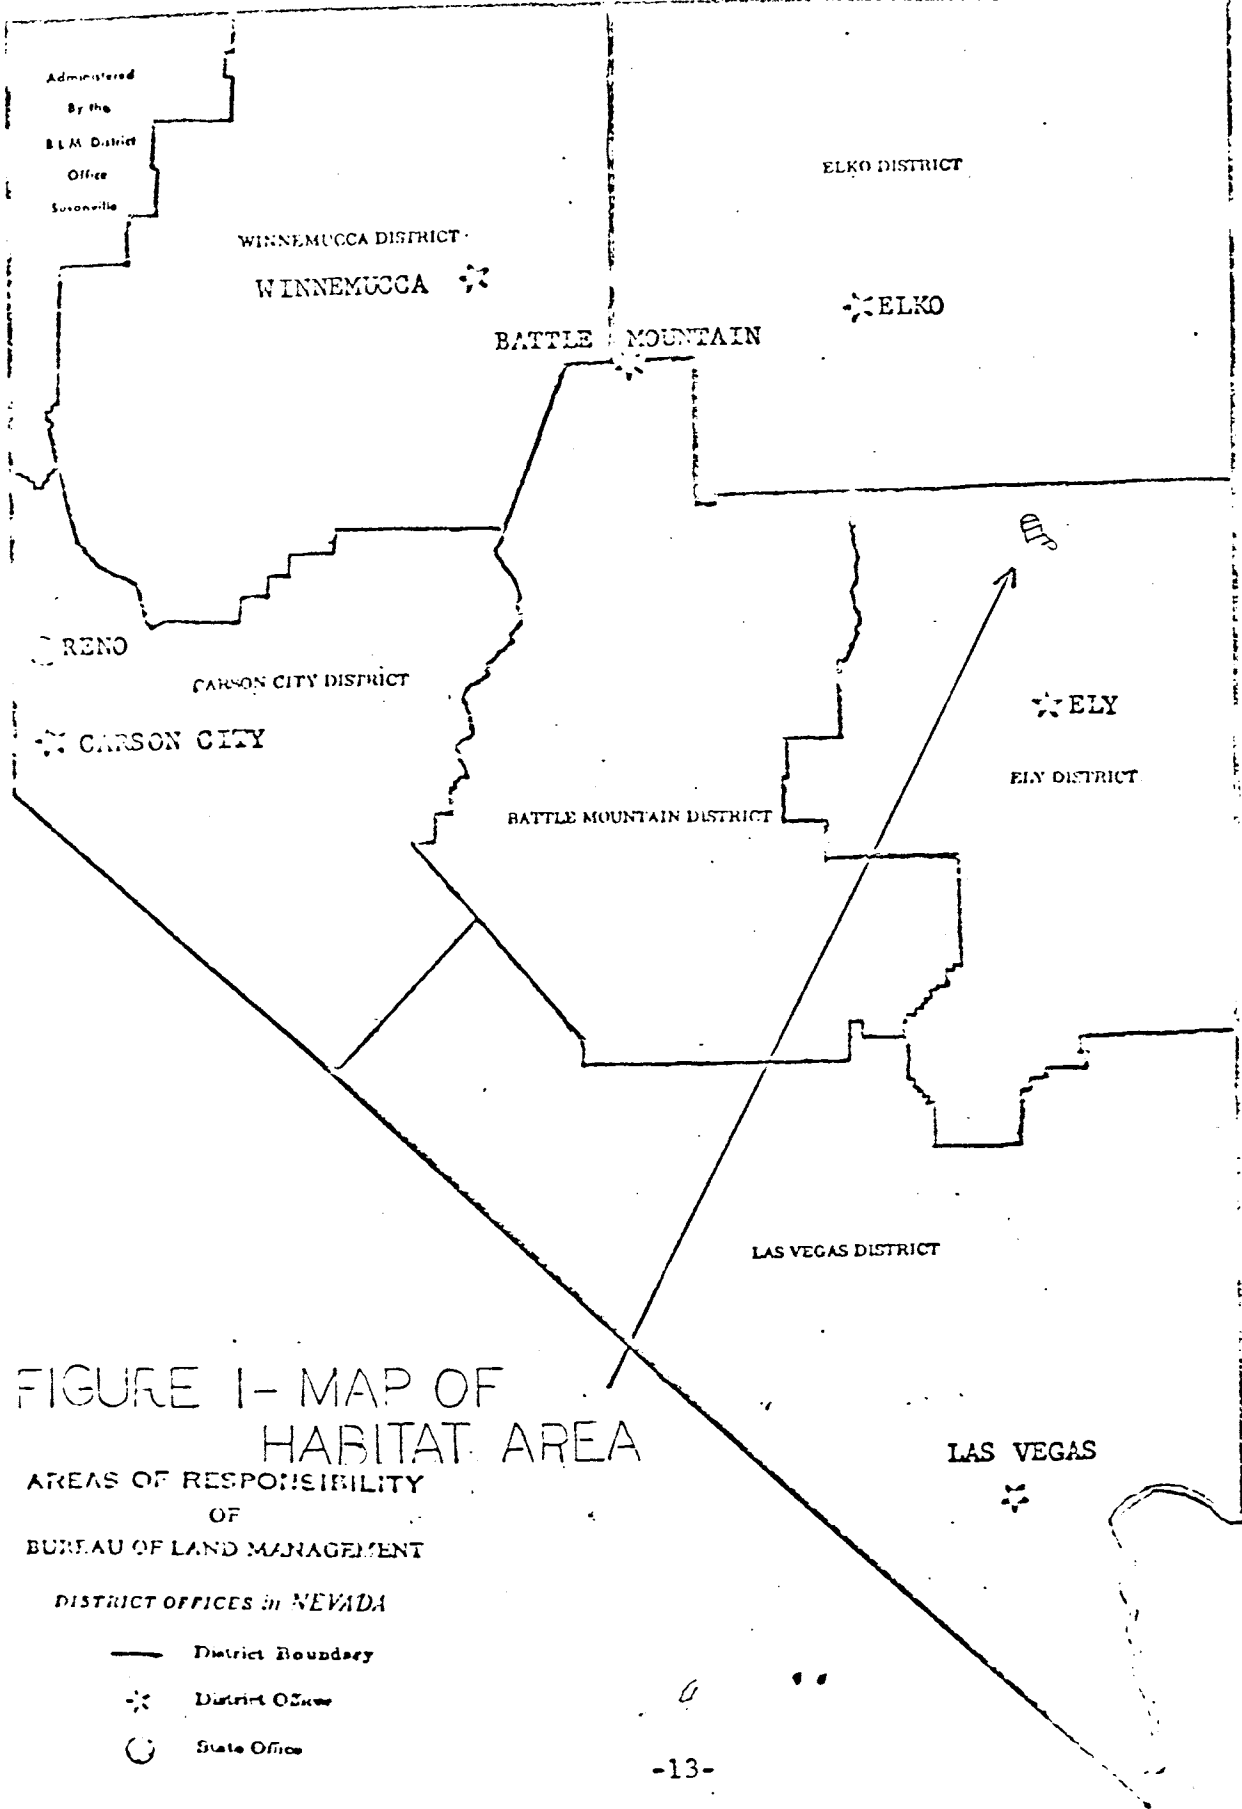 Administered
By the
B L M District
Office
Susanville
ELKO DISTRICT
WINNEMUCCA DISTRICT
WINNEMUCCA
ELKO
BATTLE MOUNTAIN
RENO
CARSON CITY DISTRICT
CARSON CITY
ELY
ELY DISTRICT
BATTLE MOUNTAIN DISTRICT
LAS VEGAS DISTRICT
FIGURE 1- MAP OF
HABITAT AREA
LAS VEGAS
AREAS OF RESPONSIBILITY
OF
BUREAU OF LAND MANAGEMENT
DISTRICT OFFICES in NEVADA
District Boundary
District Office
State Office
-13-